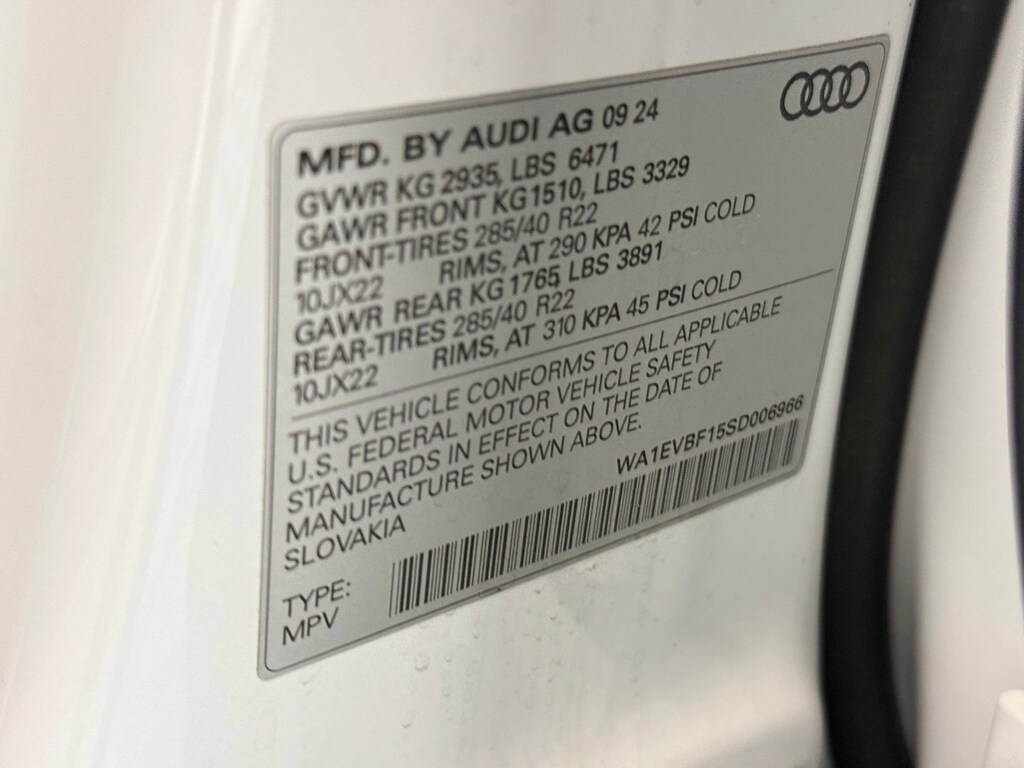 MFD. BY AUDI AG 09 24
GVWR KG 2935, LBS 6471
GAWR FRONT KG1510, LBS 3329
FRONT-TIRES 285/40 R22
10JX22 RIMS, AT 290 KPA 42 PSI COLD
GAWR REAR KG 1765, LBS 3891
REAR-TIRES 285/40 R22
10JX22 RIMS, AT 310 KPA 45 PSI COLD
THIS VEHICLE CONFORMS TO ALL APPLICABLE
U.S. FEDERAL MOTOR VEHICLE SAFETY
STANDARDS IN EFFECT ON THE DATE OF
MANUFACTURE SHOWN ABOVE.
SLOVAKIA
WA1EVBF15SD006966
TYPE:
MPV